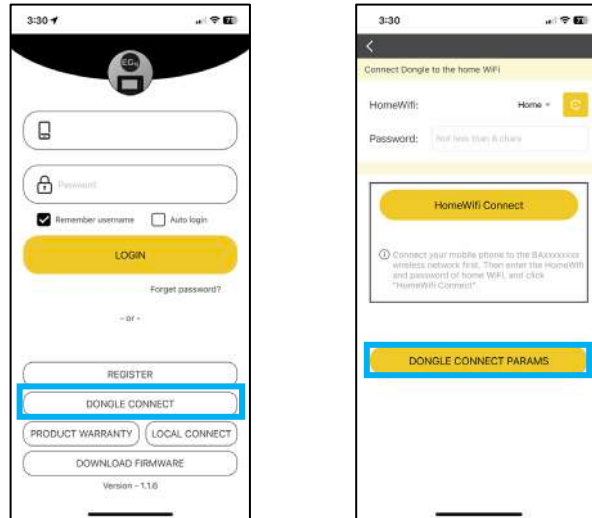 3:30
EG4
Password
Remember username
Auto login
LOGIN
Forget password?
- or -
REGISTER
DONGLE CONNECT
PRODUCT WARRANTY
LOCAL CONNECT
DOWNLOAD FIRMWARE
Version - 1.1.6
3:30
Connect Dongle to the home WiFi
HomeWifi:
Home
Password:
Not less than 8 chars
HomeWifi Connect
Connect your mobile phone to the BAxxxxxxxx
wireless network first. Then enter the HomeWifi
and password of home WiFi, and click
"HomeWifi Connect".
DONGLE CONNECT PARAMS